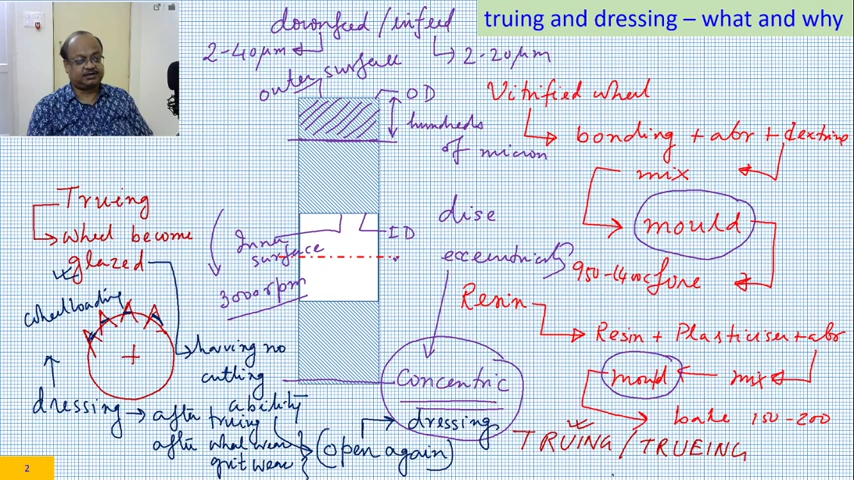 truing and dressing – what and why
downfeed / infeed
2-40µm
2-20µm
outer surface
OD
hundreds
of micron
Vitrified wheel
bonding + abr + dextrine
mix
mould
950-1400c fire
Truing
wheel become
glazed
wheel loading
having no
cutting
ability
Inner
surface
ID
3000 rpm
disc
eccentricity
Concentric
Resin
Resin + Plasticiser + abr
mix
mould
bake 150-200
dressing
after truing
after wheel wear
grit wear
(open again)
dressing
TRUING / TRUEING
2